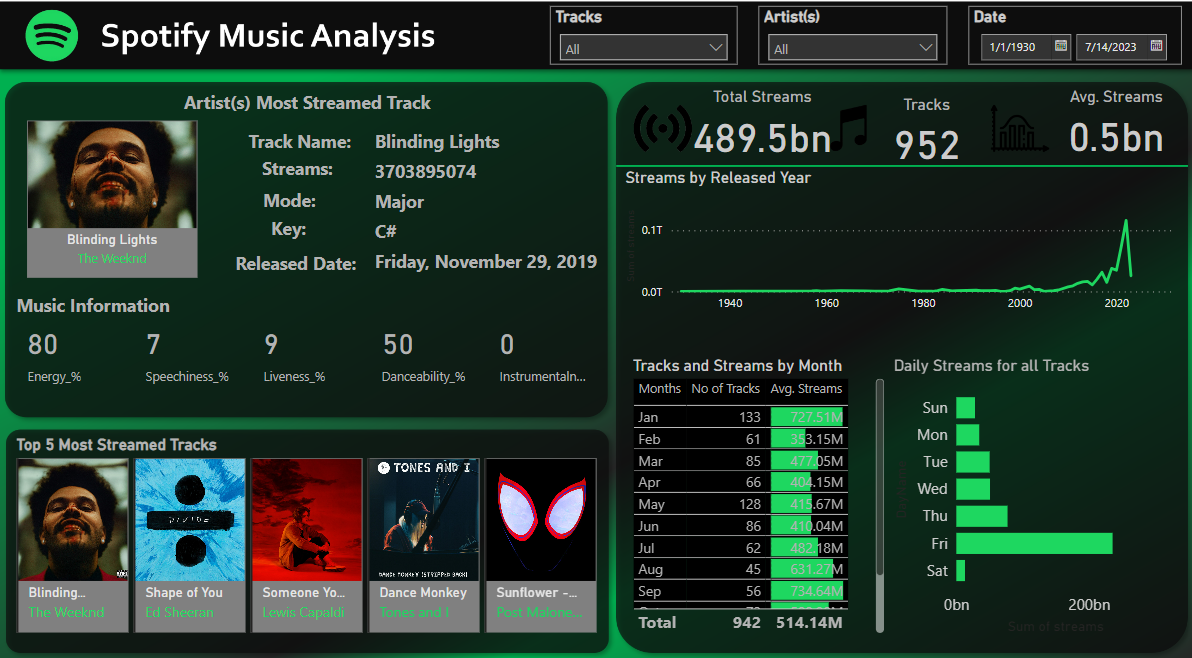 Spotify Music Analysis
Tracks
All
Artist(s)
All
Date
1/1/1930
7/14/2023
Artist(s) Most Streamed Track
Blinding Lights
The Weeknd
Track Name: Blinding Lights
Streams: 3703895074
Mode: Major
Key: C#
Released Date: Friday, November 29, 2019
Music Information
80 7 9 50 0
Energy_% Speechiness_% Liveness_% Danceability_% Instrumentaln...
Top 5 Most Streamed Tracks
DIVIDE
TONES AND I
DANCE MONKEY (STRIPPED BACK)
Blinding... Shape of You Someone Yo... Dance Monkey Sunflower -...
The Weeknd Ed Sheeran Lewis Capaldi Tones and I Post Malone...
Total Streams
489.5bn
Tracks
952
Avg. Streams
0.5bn
Streams by Released Year
Sum of streams
0.1T
0.0T
1940 1960 1980 2000 2020
Tracks and Streams by Month
Months No of Tracks Avg. Streams
Jan 133 727.51M
Feb 61 353.15M
Mar 85 477.05M
Apr 66 404.15M
May 128 415.67M
Jun 86 410.04M
Jul 62 482.18M
Aug 45 631.27M
Sep 56 734.64M
Total 942 514.14M
Daily Streams for all Tracks
Sun
Mon
Tue
Wed
Thu
Fri
Sat
0bn 200bn
Sum of streams